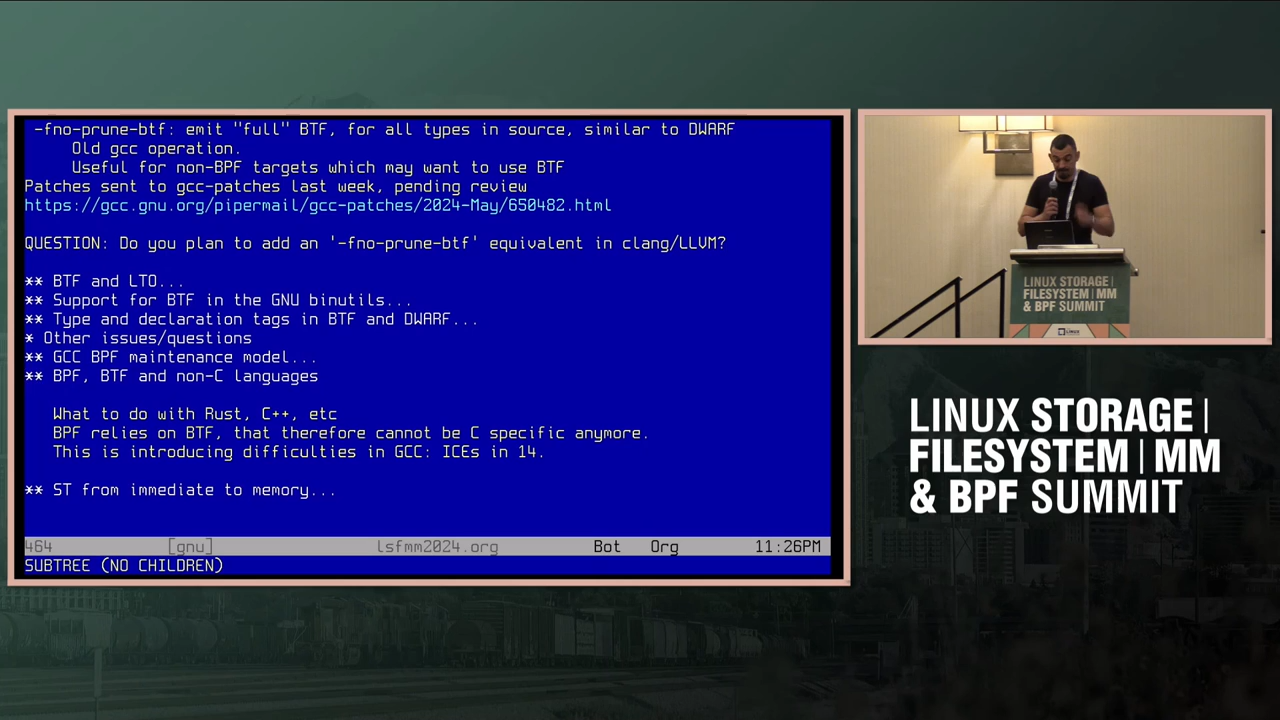 -fno-prune-btf: emit "full" BTF, for all types in source, similar to DWARF
Old gcc operation.
Useful for non-BPF targets which may want to use BTF
Patches sent to gcc-patches last week, pending review
https://gcc.gnu.org/pipermail/gcc-patches/2024-May/650482.html
QUESTION: Do you plan to add an '-fno-prune-btf' equivalent in clang/LLVM?
** BTF and LTO...
** Support for BTF in the GNU binutils...
** Type and declaration tags in BTF and DWARF...
* Other issues/questions
** GCC BPF maintenance model...
** BPF, BTF and non-C languages
What to do with Rust, C++, etc
BPF relies on BTF, that therefore cannot be C specific anymore.
This is introducing difficulties in GCC: ICEs in 14.
** ST from immediate to memory...
464 [gnu] lsfmm2024.org Bot Org 11:26PM
SUBTREE (NO CHILDREN)
LINUX STORAGE |
FILESYSTEM | MM
& BPF SUMMIT
LINUX STORAGE |
FILESYSTEM | MM
& BPF SUMMIT